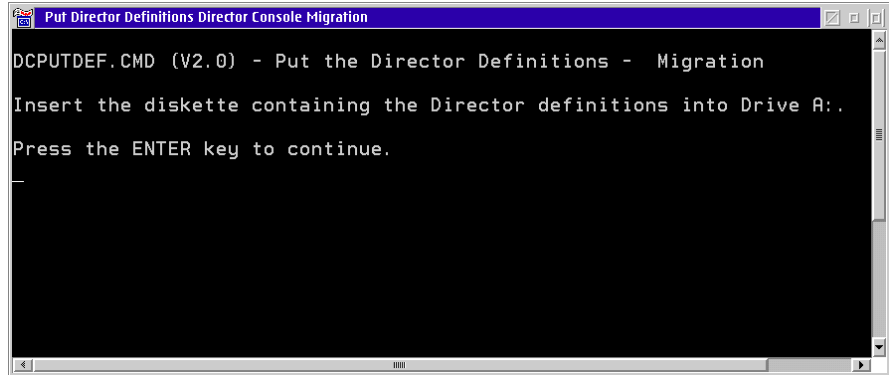 Put Director Definitions Director Console Migration
DCPUTDEF.CMD (V2.0) - Put the Director Definitions -  Migration
Insert the diskette containing the Director definitions into Drive A:.
Press the ENTER key to continue.